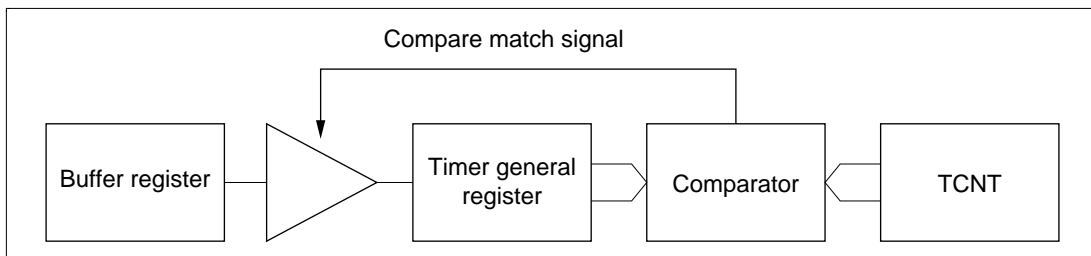 Compare match signal
Buffer register
Timer general
register
Comparator
TCNT